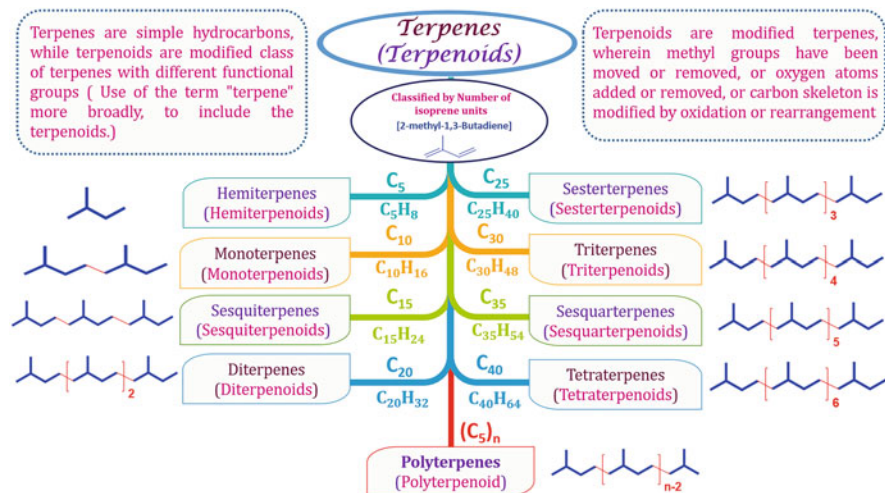 Terpenes
(Terpenoids)
Terpenes are simple hydrocarbons,
while terpenoids are modified class
of terpenes with different functional
groups ( Use of the term "terpene"
more broadly, to include the
terpenoids.)
Terpenoids are modified terpenes,
wherein methyl groups have been
moved or removed, or oxygen atoms
added or removed, or carbon skeleton is
modified by oxidation or rearrangement
Classified by Number of
isoprene units
[2-methyl-1,3-Butadiene]
Hemiterpenes
(Hemiterpenoids)
C₅
C₅H₈
C₂₅
C₂₅H₄₀
Sesterterpenes
(Sesterterpenoids)
3
Monoterpenes
(Monoterpenoids)
C₁₀
C₁₀H₁₆
C₃₀
C₃₀H₄₈
Triterpenes
(Triterpenoids)
4
Sesquiterpenes
(Sesquiterpenoids)
C₁₅
C₁₅H₂₄
C₃₅
C₃₅H₅₄
Sesquarterpenes
(Sesquarterpenoids)
5
2
Diterpenes
(Diterpenoids)
C₂₀
C₂₀H₃₂
C₄₀
C₄₀H₆₄
Tetraterpenes
(Tetraterpenoids)
6
(C₅)ₙ
Polyterpenes
(Polyterpenoid)
n-2